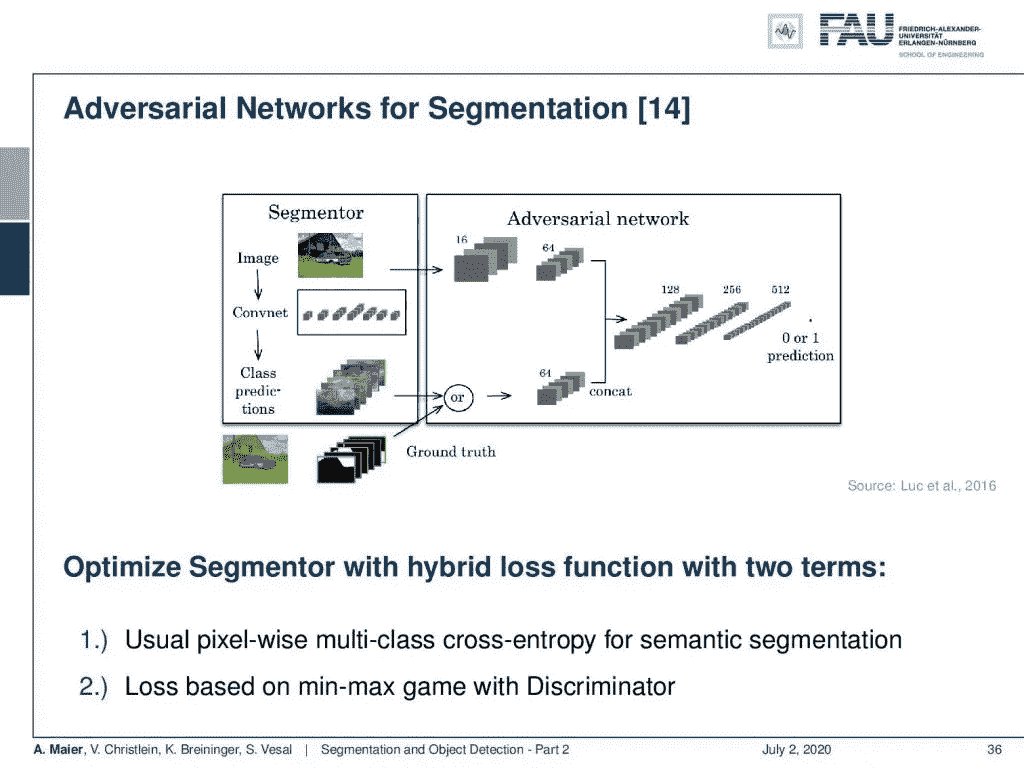 FAU
FRIEDRICH-ALEXANDER-
UNIVERSITÄT
ERLANGEN-NÜRNBERG
SCHOOL OF ENGINEERING
Adversarial Networks for Segmentation [14]
Segmentor
Adversarial network
Image
16
64
Convnet
128
256
512
0 or 1
prediction
Class
predic-
tions
64
or
concat
Ground truth
Source: Luc et al., 2016
Optimize Segmentor with hybrid loss function with two terms:
1.) Usual pixel-wise multi-class cross-entropy for semantic segmentation
2.) Loss based on min-max game with Discriminator
A. Maier, V. Christlein, K. Breininger, S. Vesal | Segmentation and Object Detection - Part 2 July 2, 2020 36